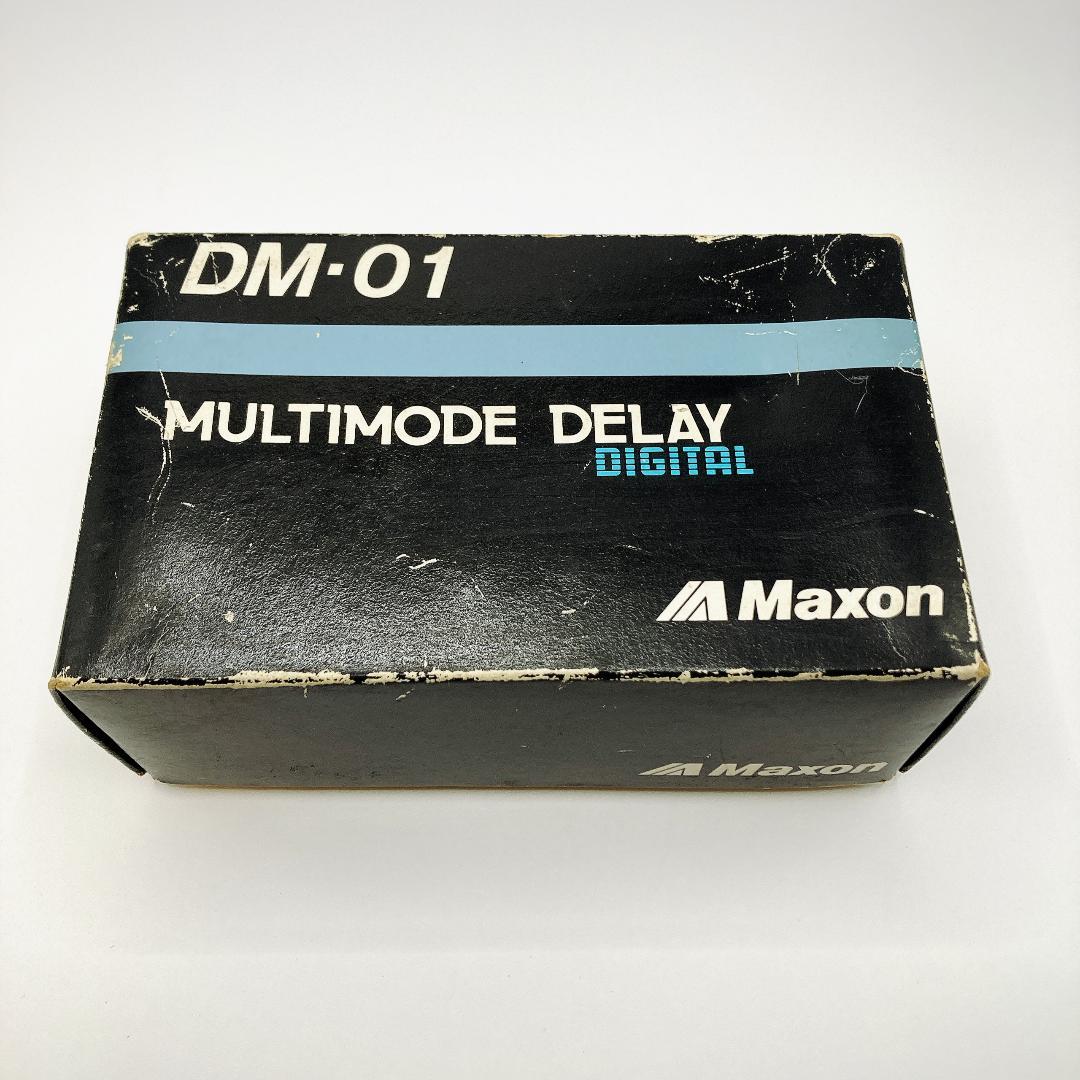 DM-01
MULTIMODE DELAY
DIGITAL
Maxon
Maxon